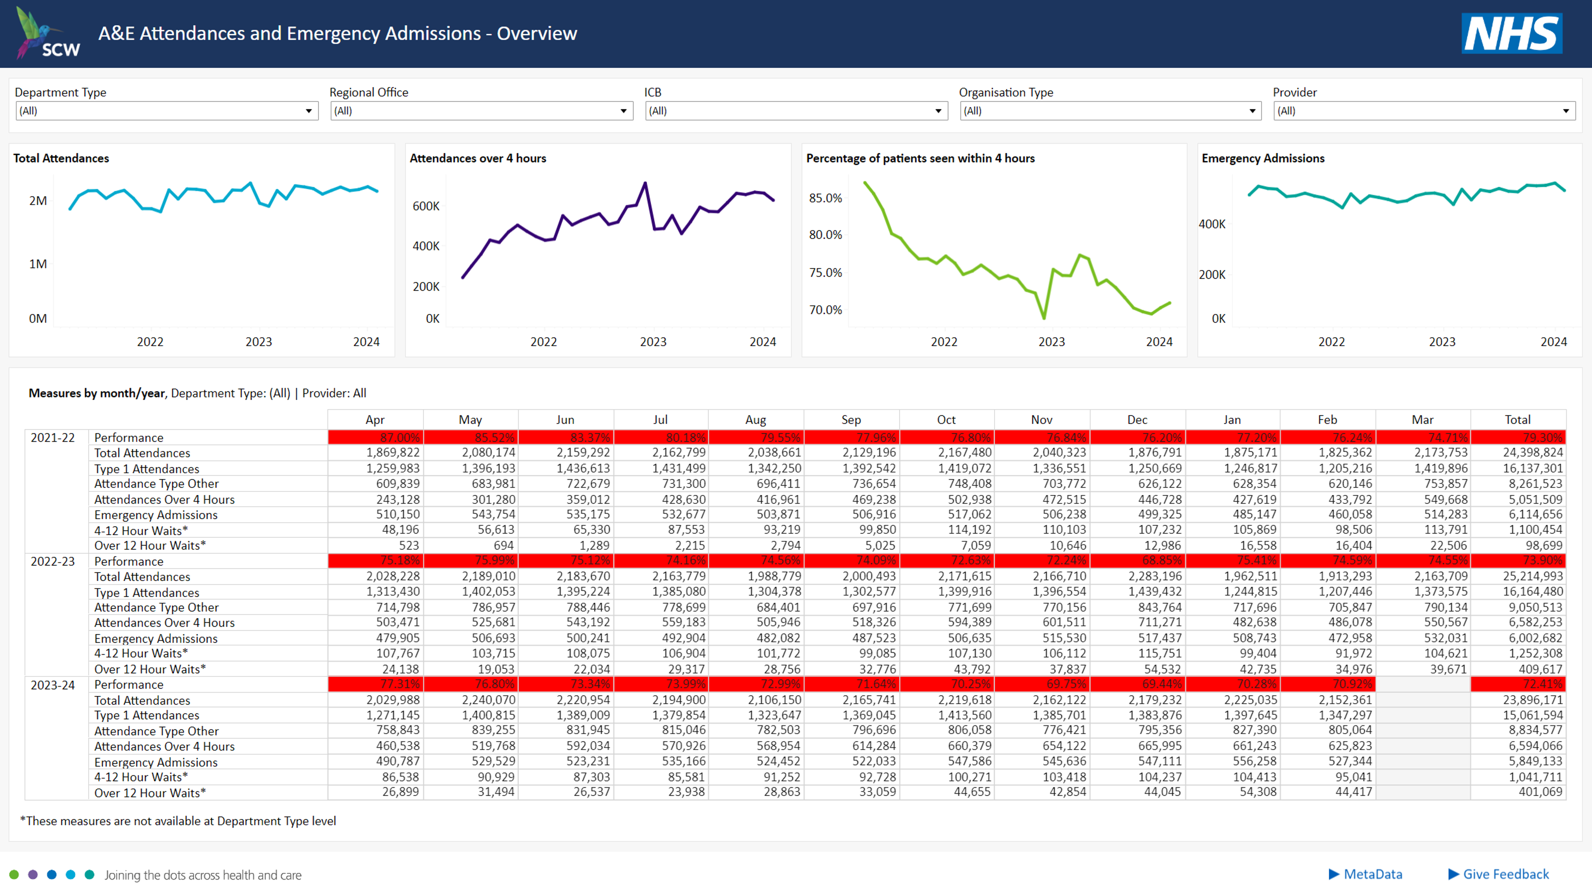 SCW
A&E Attendances and Emergency Admissions - Overview
NHS
Department Type
Regional Office
ICB
Organisation Type
Provider
(All)
(All)
(All)
(All)
(All)
Total Attendances
2M
1M
0M
2022 2023 2024
Attendances over 4 hours
600K
400K
200K
0K
2022 2023 2024
Percentage of patients seen within 4 hours
85.0%
80.0%
75.0%
70.0%
2022 2023 2024
Emergency Admissions
400K
200K
0K
2022 2023 2024
Measures by month/year, Department Type: (All) | Provider: All
Apr May Jun Jul Aug Sep Oct Nov Dec Jan Feb Mar Total
2021-22 Performance 87.00% 85.52% 83.37% 80.18% 79.55% 77.96% 76.80% 76.84% 76.20% 77.20% 76.24% 74.71% 79.30%
Total Attendances 1,869,822 2,080,174 2,159,292 2,162,799 2,038,661 2,129,196 2,167,480 2,040,323 1,876,791 1,875,171 1,825,362 2,173,753 24,398,824
Type 1 Attendances 1,259,983 1,396,193 1,436,613 1,431,499 1,342,250 1,392,542 1,419,072 1,336,551 1,250,669 1,246,817 1,205,216 1,419,896 16,137,301
Attendance Type Other 609,839 683,981 722,679 731,300 696,411 736,654 748,408 703,772 626,122 628,354 620,146 753,857 8,261,523
Attendances Over 4 Hours 243,128 301,280 359,012 428,630 416,961 469,238 502,938 472,515 446,728 427,619 433,792 549,668 5,051,509
Emergency Admissions 510,150 543,754 535,175 532,677 503,871 506,916 517,062 506,238 499,325 485,147 460,058 514,283 6,114,656
4-12 Hour Waits* 48,196 56,613 65,330 87,553 93,219 99,850 114,192 110,103 107,232 105,869 98,506 113,791 1,100,454
Over 12 Hour Waits* 523 694 1,289 2,215 2,794 5,025 7,059 10,646 12,986 16,558 16,404 22,506 98,699
2022-23 Performance 75.18% 75.99% 75.12% 74.16% 74.56% 74.09% 72.63% 72.24% 68.85% 75.41% 74.59% 74.55% 73.90%
Total Attendances 2,028,228 2,189,010 2,183,670 2,163,779 1,988,779 2,000,493 2,171,615 2,166,710 2,283,196 1,962,511 1,913,293 2,163,709 25,214,993
Type 1 Attendances 1,313,430 1,402,053 1,395,224 1,385,080 1,304,378 1,302,577 1,399,916 1,396,554 1,439,432 1,244,815 1,207,446 1,373,575 16,164,480
Attendance Type Other 714,798 786,957 788,446 778,699 684,401 697,916 771,699 770,156 843,764 717,696 705,847 790,134 9,050,513
Attendances Over 4 Hours 503,471 525,681 543,192 559,183 505,946 518,326 594,389 601,511 711,271 482,638 486,078 550,567 6,582,253
Emergency Admissions 479,905 506,693 500,241 492,904 482,082 487,523 506,635 515,530 517,437 508,743 472,958 532,031 6,002,682
4-12 Hour Waits* 107,767 103,715 108,075 106,904 101,772 99,085 107,130 106,112 115,751 99,404 91,972 104,621 1,252,308
Over 12 Hour Waits* 24,138 19,053 22,034 29,317 28,756 32,776 43,792 37,837 54,532 42,735 34,976 39,671 409,617
2023-24 Performance 77.31% 76.80% 73.34% 73.99% 72.99% 71.64% 70.25% 69.75% 69.44% 70.28% 70.92% 72.41%
Total Attendances 2,029,988 2,240,070 2,220,954 2,194,900 2,106,150 2,165,741 2,219,618 2,162,122 2,179,232 2,225,035 2,152,361 23,896,171
Type 1 Attendances 1,271,145 1,400,815 1,389,009 1,379,854 1,323,647 1,369,045 1,413,560 1,385,701 1,383,876 1,397,645 1,347,297 15,061,594
Attendance Type Other 758,843 839,255 831,945 815,046 782,503 796,696 806,058 776,421 795,356 827,390 805,064 8,834,577
Attendances Over 4 Hours 460,538 519,768 592,034 570,926 568,954 614,284 660,379 654,122 665,995 661,243 625,823 6,594,066
Emergency Admissions 490,787 529,529 523,231 535,166 524,452 522,033 547,586 545,636 547,111 556,258 527,344 5,849,133
4-12 Hour Waits* 86,538 90,929 87,303 85,581 91,252 92,728 100,271 103,418 104,237 104,413 95,041 1,041,711
Over 12 Hour Waits* 26,899 31,494 26,537 23,938 28,863 33,059 44,655 42,854 44,045 54,308 44,417 401,069
*These measures are not available at Department Type level
Joining the dots across health and care
MetaData
Give Feedback